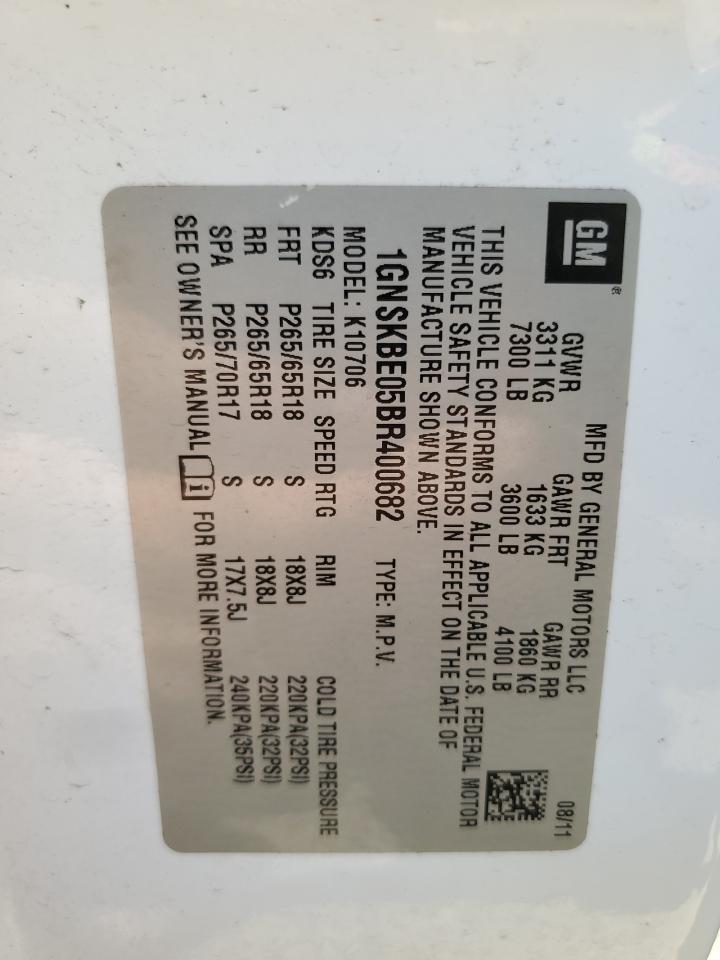 GM®
MFD BY GENERAL MOTORS LLC 08/11
GVWR GAWR FRT GAWR RR
3311 KG 1633 KG 1860 KG
7300 LB 3600 LB 4100 LB
THIS VEHICLE CONFORMS TO ALL APPLICABLE U.S. FEDERAL MOTOR
VEHICLE SAFETY STANDARDS IN EFFECT ON THE DATE OF
MANUFACTURE SHOWN ABOVE.
1GNSKBE05BR400682 TYPE: M.P.V.
MODEL: K10706
KDS6 TIRE SIZE SPEED RTG RIM COLD TIRE PRESSURE
FRT P265/65R18 S 18X8J 220KPA(32PSI)
RR P265/65R18 S 18X8J 220KPA(32PSI)
SPA P265/70R17 S 17X7.5J 240KPA(35PSI)
SEE OWNER'S MANUAL FOR MORE INFORMATION.